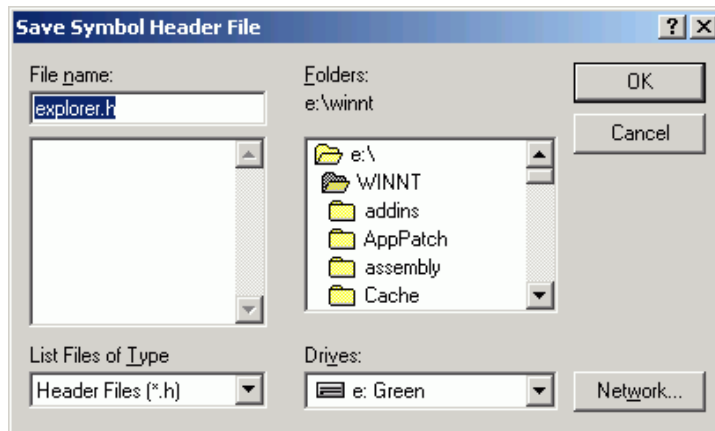 Save Symbol Header File
File name:
explorer.h
Folders:
e:\winnt
e:\
WINNT
addins
AppPatch
assembly
Cache
OK
Cancel
List Files of Type
Header Files (*.h)
Drives:
e: Green
Network...